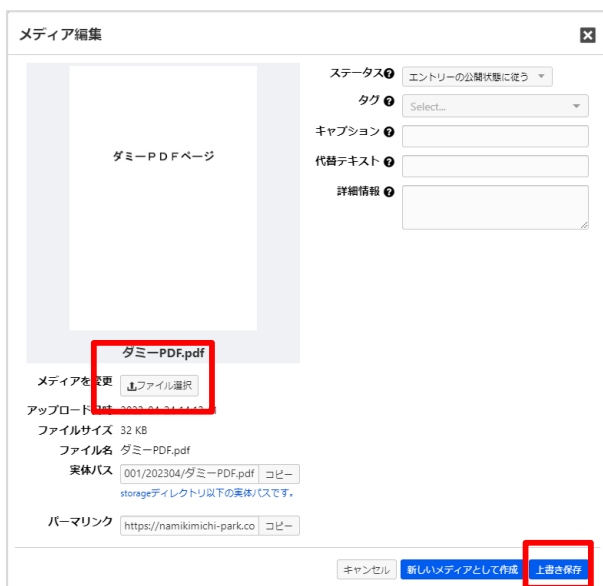 メディア編集
ダミーＰＤＦページ
ダミーPDF.pdf
メディアを変更 ファイル選択
アップロード
ファイルサイズ 32 KB
ファイル名 ダミーPDF.pdf
実体パス 001/202304/ダミーPDF.pdf コピー
storageディレクトリ以下の実体パスです。
パーマリンク https://namikimichi-park.co コピー
ステータス エントリーの公開状態に従う
タグ Select...
キャプション
代替テキスト
詳細情報
キャンセル 新しいメディアとして作成 上書き保存